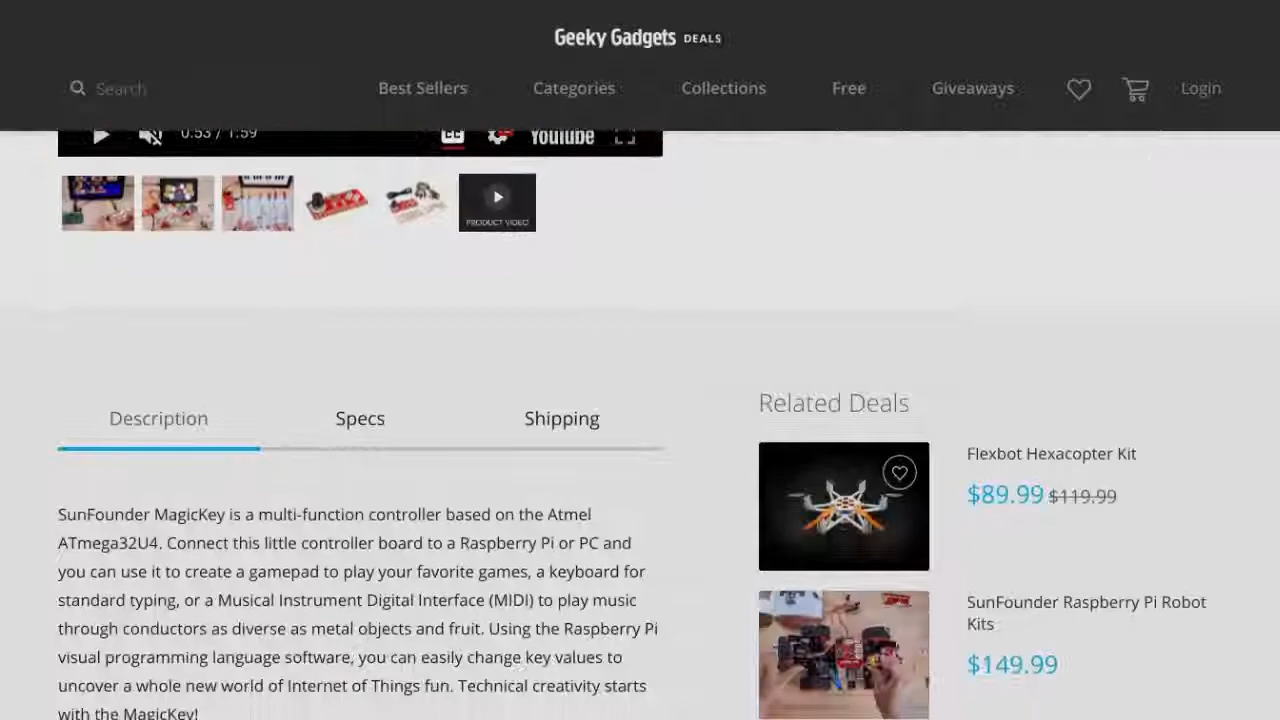 Geeky Gadgets DEALS
Search
Best Sellers
Categories
Collections
Free
Giveaways
Login
0:53 / 1:59
CC
YouTube
PRODUCT VIDEO
Description
Specs
Shipping
SunFounder MagicKey is a multi-function controller based on the Atmel
ATmega32U4. Connect this little controller board to a Raspberry Pi or PC and
you can use it to create a gamepad to play your favorite games, a keyboard for
standard typing, or a Musical Instrument Digital Interface (MIDI) to play music
through conductors as diverse as metal objects and fruit. Using the Raspberry Pi
visual programming language software, you can easily change key values to
uncover a whole new world of Internet of Things fun. Technical creativity starts
with the MagicKey!
Related Deals
Flexbot Hexacopter Kit
$89.99 $119.99
SunFounder Raspberry Pi Robot
Kits
$149.99